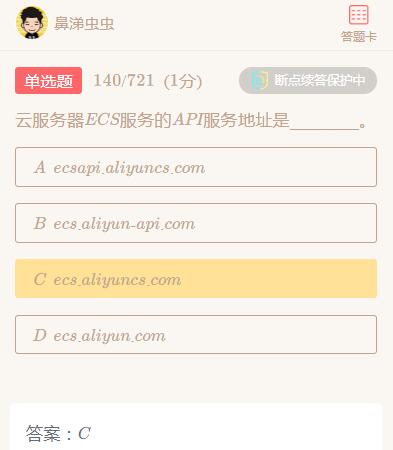 鼻涕虫虫
答题卡
单选题 140/721 (1分) 断点续答保护中
云服务器ECS服务的API服务地址是________。
A ecsapi.aliyuncs.com
B ecs.aliyun-api.com
C ecs.aliyuncs.com
D ecs.aliyun.com
答案：C